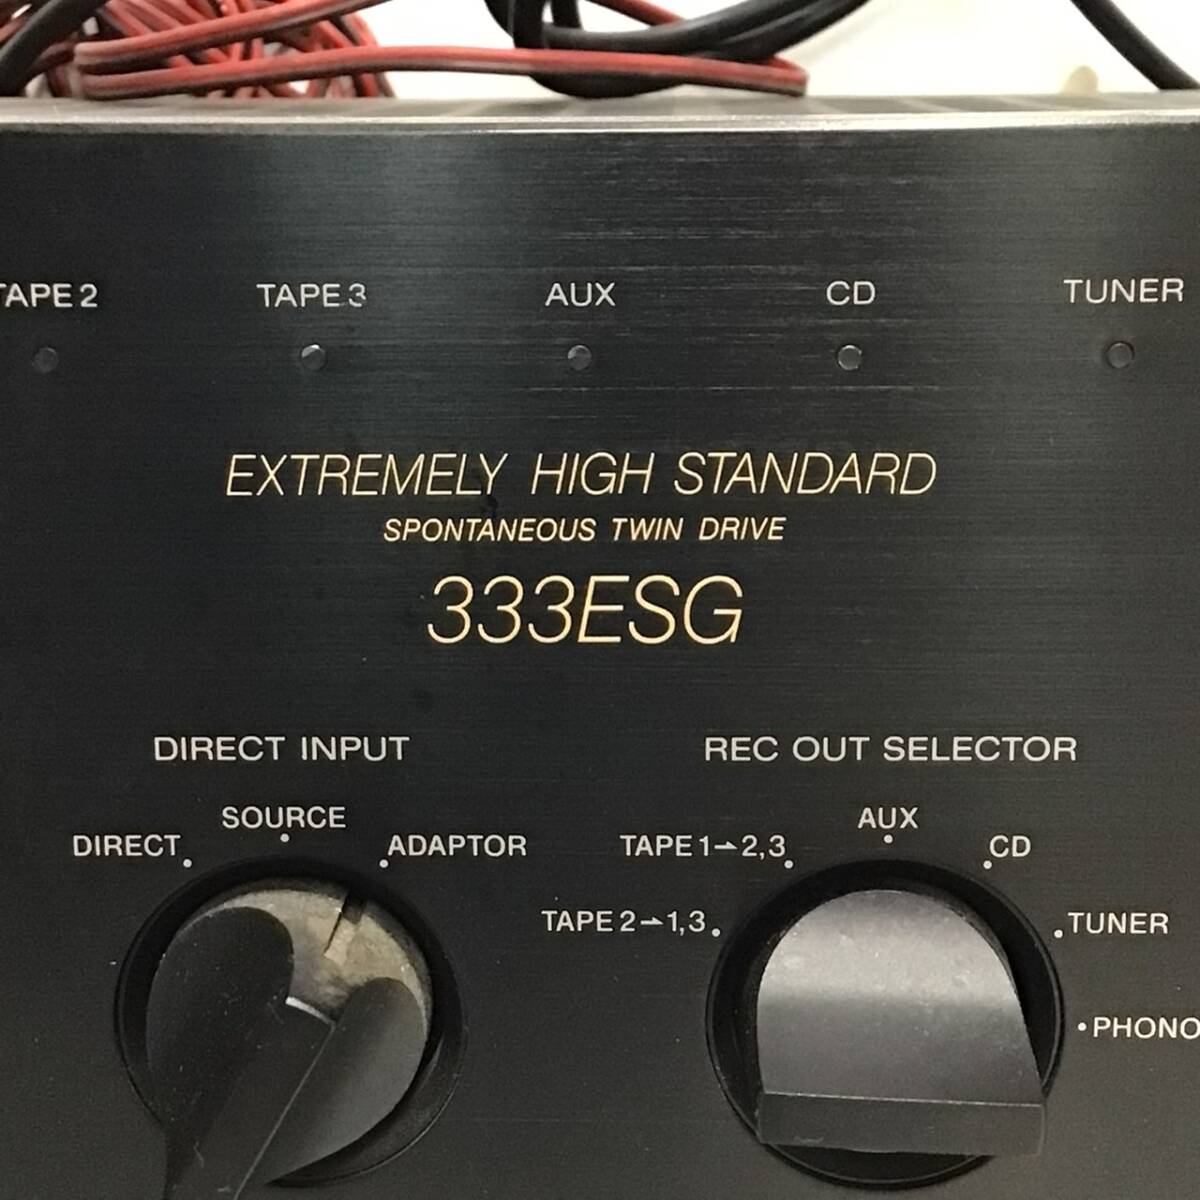 TAPE 2 TAPE 3 AUX CD TUNER
EXTREMELY HIGH STANDARD
SPONTANEOUS TWIN DRIVE
333ESG
DIRECT INPUT REC OUT SELECTOR
DIRECT SOURCE ADAPTOR
TAPE 1→2,3 AUX CD
TAPE 2→1,3 TUNER
PHONO